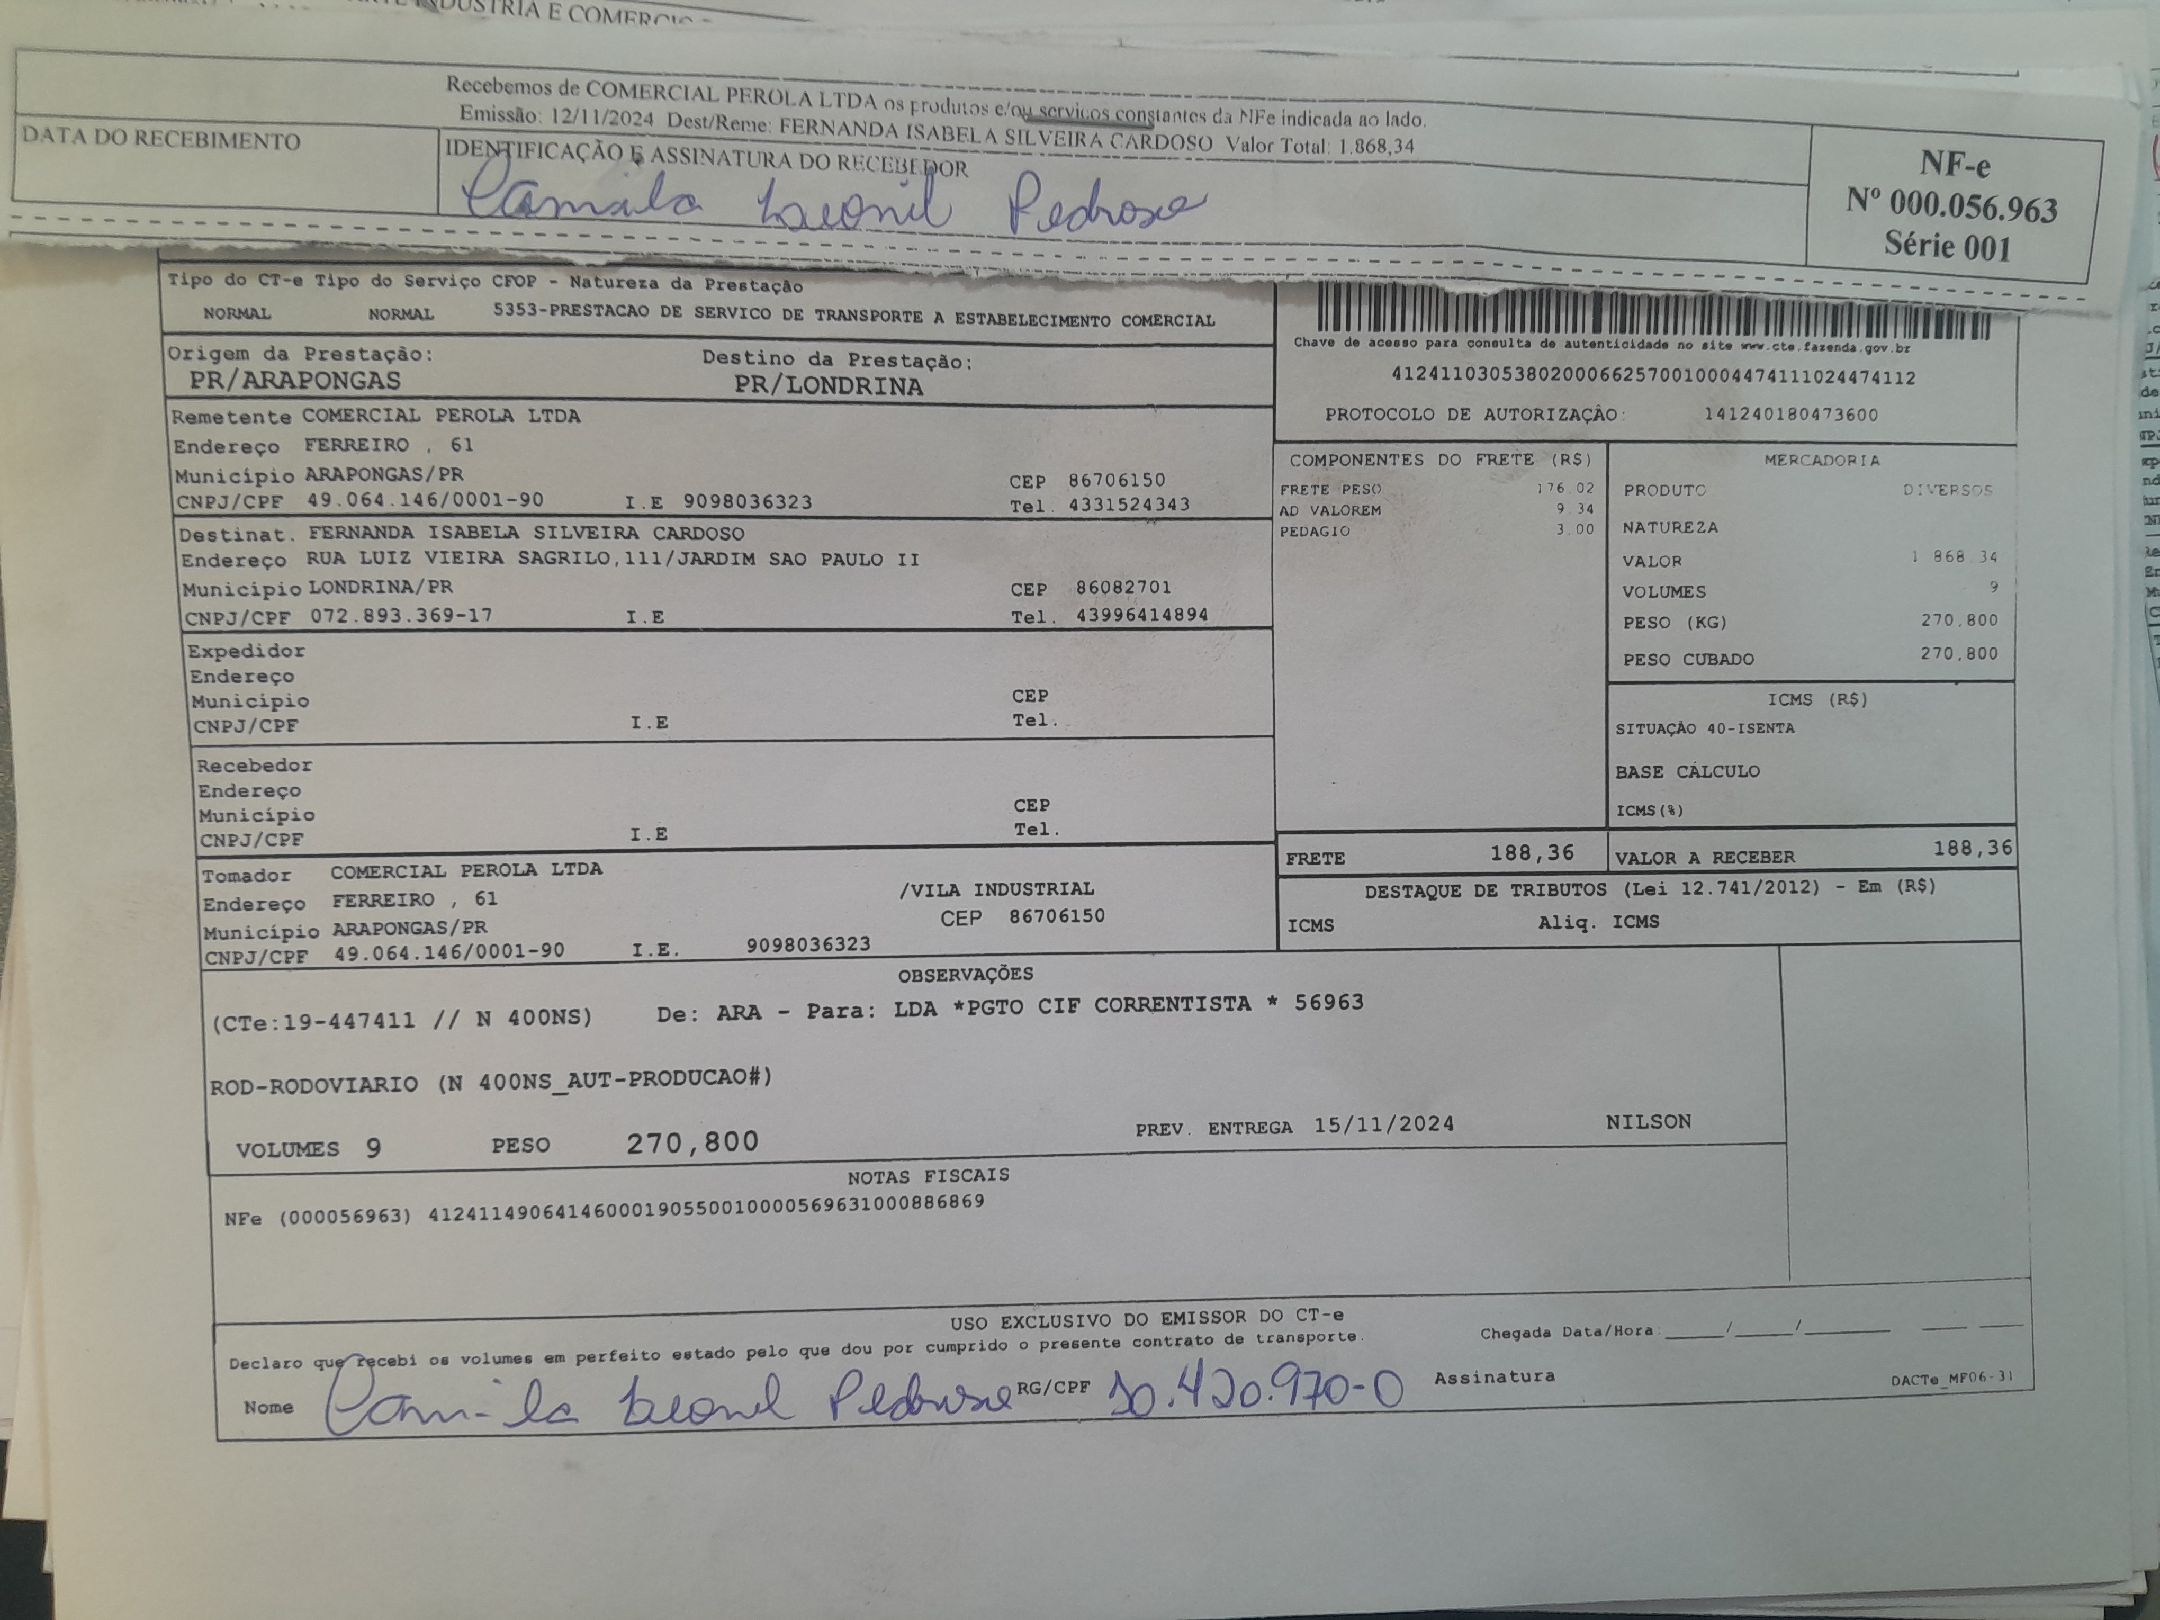 INDUSTRIA E COMERCIO
Recebemos de COMERCIAL PEROLA LTDA os produtos e/ou serviços constantes da NFe indicada ao lado.
Emissão: 12/11/2024 Dest/Reme: FERNANDA ISABELA SILVEIRA CARDOSO Valor Total: 1.868,34
DATA DO RECEBIMENTO
IDENTIFICAÇÃO E ASSINATURA DO RECEBEDOR
Camila Leonil Pedroso
NF-e
Nº 000.056.963
Série 001
Tipo do CT-e Tipo do Serviço CFOP - Natureza da Prestação
NORMAL NORMAL 5353-PRESTACAO DE SERVICO DE TRANSPORTE A ESTABELECIMENTO COMERCIAL
Origem da Prestação: Destino da Prestação:
PR/ARAPONGAS PR/LONDRINA
Chave de acesso para consulta de autenticidade no site www.cte.fazenda.gov.br
41241103053802000662570010004474111024474112
PROTOCOLO DE AUTORIZAÇÃO: 141240180473600
Remetente COMERCIAL PEROLA LTDA
Endereço FERREIRO , 61
Município ARAPONGAS/PR CEP 86706150
CNPJ/CPF 49.064.146/0001-90 I.E 9098036323 Tel. 4331524343
Destinat. FERNANDA ISABELA SILVEIRA CARDOSO
Endereço RUA LUIZ VIEIRA SAGRILO,111/JARDIM SAO PAULO II
Município LONDRINA/PR CEP 86082701
CNPJ/CPF 072.893.369-17 I.E Tel. 43996414894
Expedidor
Endereço
Município CEP
CNPJ/CPF I.E Tel.
Recebedor
Endereço
Município CEP
CNPJ/CPF I.E Tel.
Tomador COMERCIAL PEROLA LTDA
Endereço FERREIRO , 61 /VILA INDUSTRIAL
Município ARAPONGAS/PR CEP 86706150
CNPJ/CPF 49.064.146/0001-90 I.E. 9098036323
COMPONENTES DO FRETE (R$)
FRETE PESO 176.02
AD VALOREM 9.34
PEDAGIO 3.00
MERCADORIA
PRODUTO DIVERSOS
NATUREZA
VALOR 1 868 34
VOLUMES 9
PESO (KG) 270,800
PESO CUBADO 270,800
ICMS (R$)
SITUAÇÃO 40-ISENTA
BASE CÁLCULO
ICMS(%)
FRETE 188,36 VALOR A RECEBER 188,36
DESTAQUE DE TRIBUTOS (Lei 12.741/2012) - Em (R$)
ICMS Aliq. ICMS
OBSERVAÇÕES
(CTe:19-447411 // N 400NS) De: ARA - Para: LDA *PGTO CIF CORRENTISTA * 56963
ROD-RODOVIARIO (N 400NS_AUT-PRODUCAO#)
VOLUMES 9 PESO 270,800 PREV. ENTREGA 15/11/2024 NILSON
NOTAS FISCAIS
NFe (000056963) 41241149064146000190550010000569631000886869
USO EXCLUSIVO DO EMISSOR DO CT-e
Declaro que recebi os volumes em perfeito estado pelo que dou por cumprido o presente contrato de transporte. Chegada Data/Hora:_____/_____/_______
Nome Camila Leonil Pedroso RG/CPF 10.420.970-0 Assinatura DACTe_MF06-31